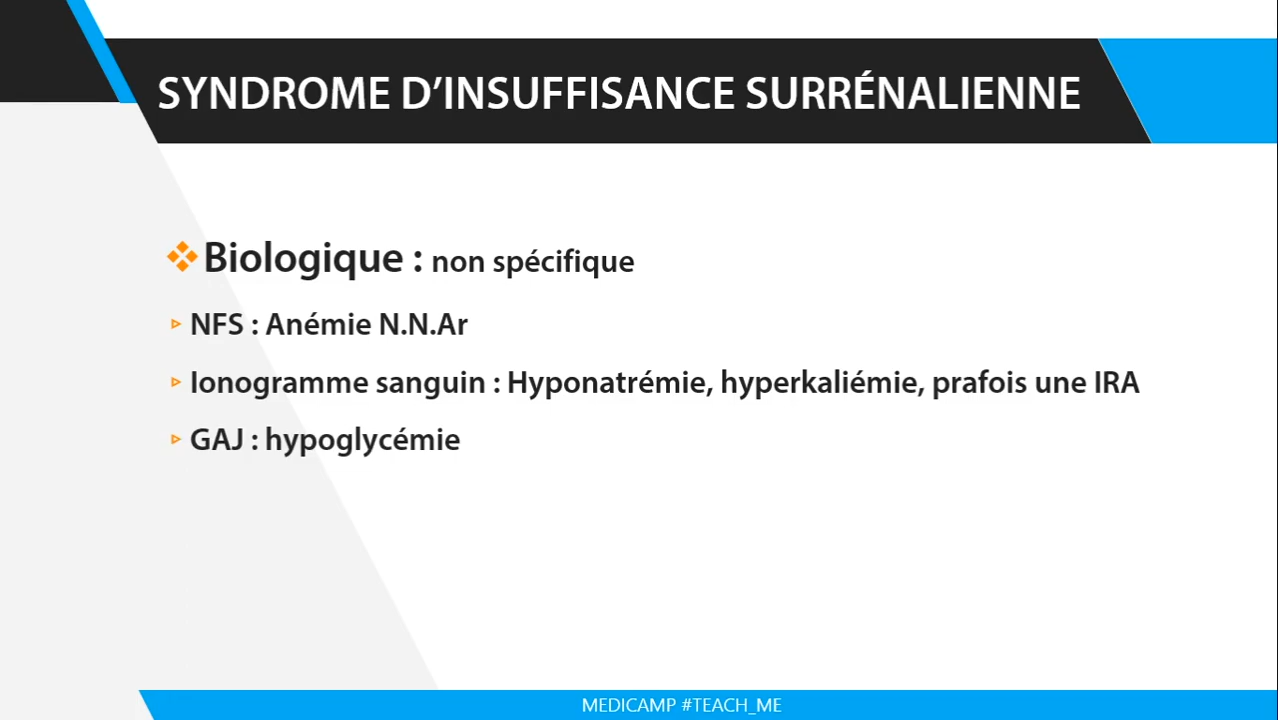 SYNDROME D’INSUFFISANCE SURRÉNALIENNE
Biologique : non spécifique
NFS : Anémie N.N.Ar
Ionogramme sanguin : Hyponatrémie, hyperkaliémie, prafois une IRA
GAJ : hypoglycémie
MEDICAMP #TEACH_ME